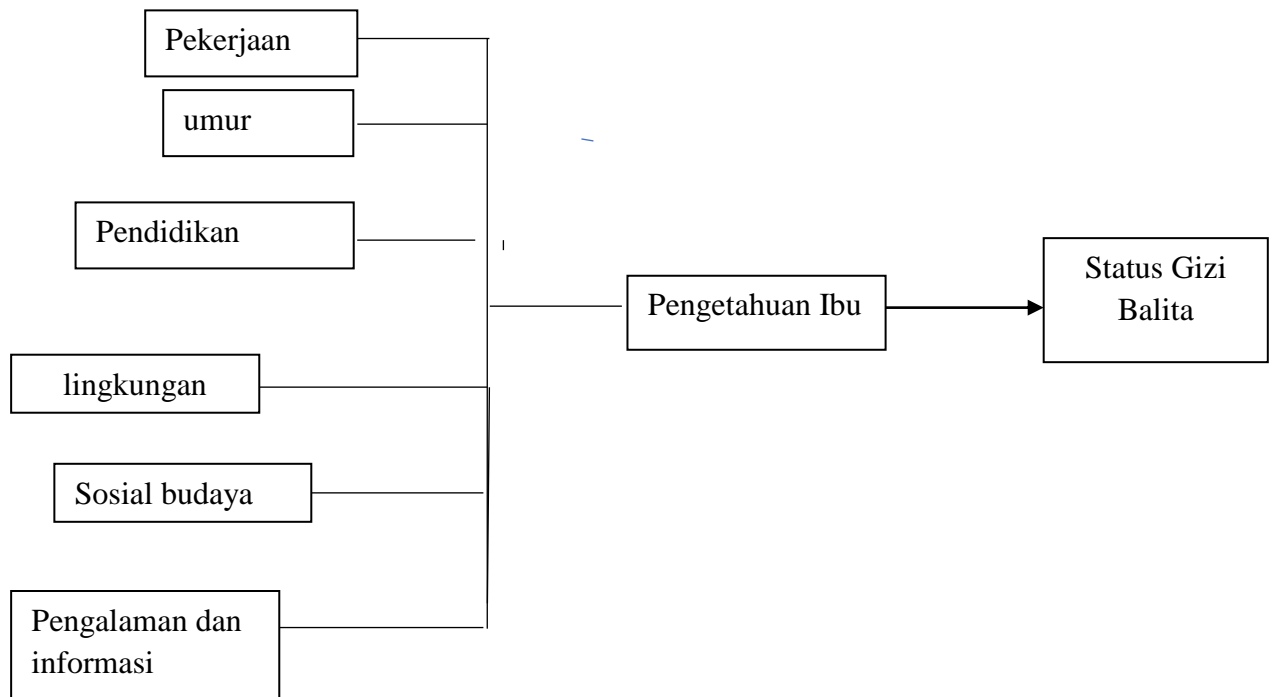 Pekerjaan
umur
Pendidikan
Pengetahuan Ibu
Status Gizi
Balita
lingkungan
Sosial budaya
Pengalaman dan
informasi